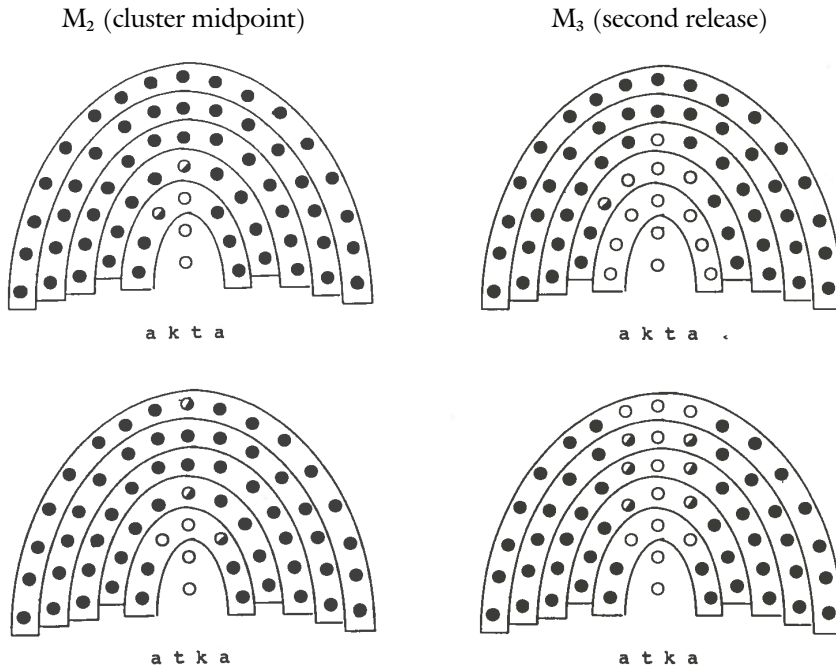 M₂ (cluster midpoint) M₃ (second release)
a k t a a k t a
a t k a a t k a